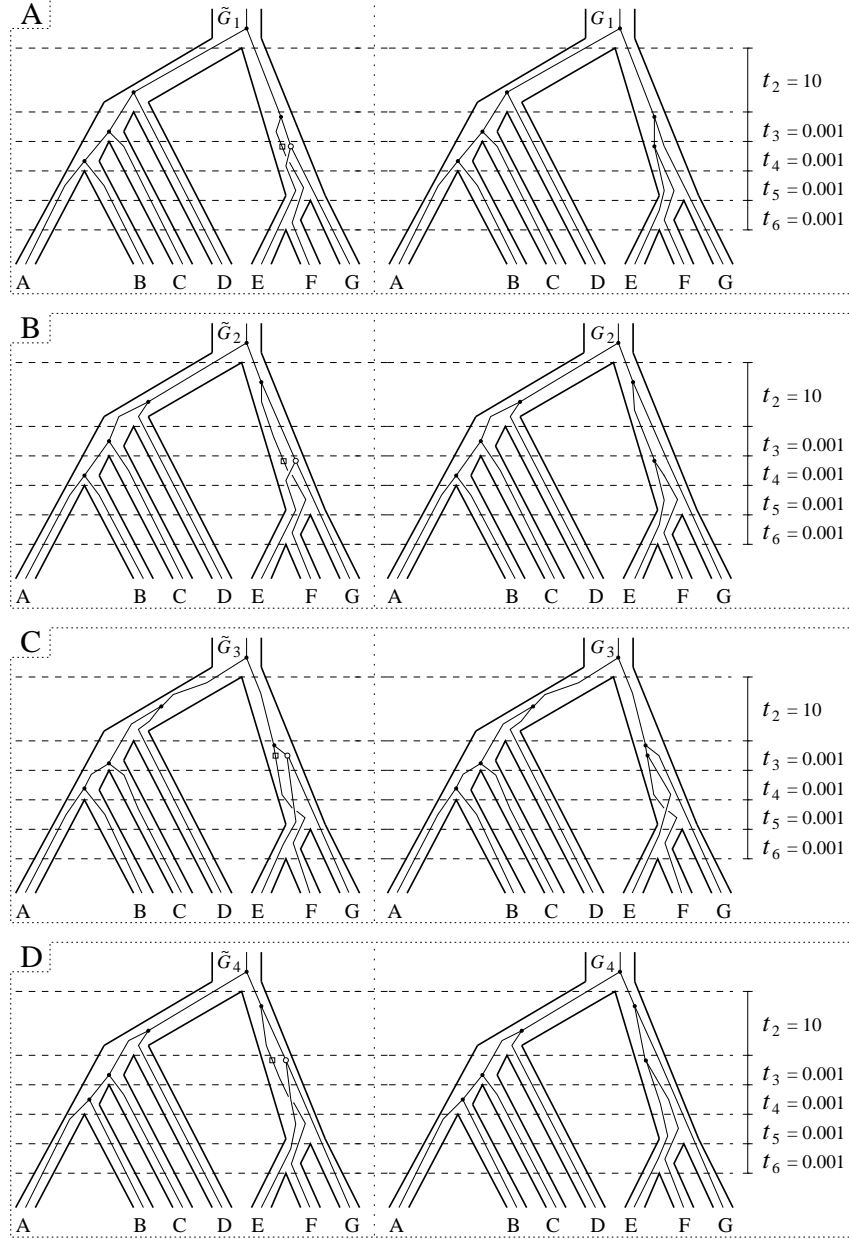 A
G̃₁
G₁
t₂ = 10
t₃ = 0.001
t₄ = 0.001
t₅ = 0.001
t₆ = 0.001
A B C D E F G
A B C D E F G
B
G̃₂
G₂
t₂ = 10
t₃ = 0.001
t₄ = 0.001
t₅ = 0.001
t₆ = 0.001
A B C D E F G
A B C D E F G
C
G̃₃
G₃
t₂ = 10
t₃ = 0.001
t₄ = 0.001
t₅ = 0.001
t₆ = 0.001
A B C D E F G
A B C D E F G
D
G̃₄
G₄
t₂ = 10
t₃ = 0.001
t₄ = 0.001
t₅ = 0.001
t₆ = 0.001
A B C D E F G
A B C D E F G